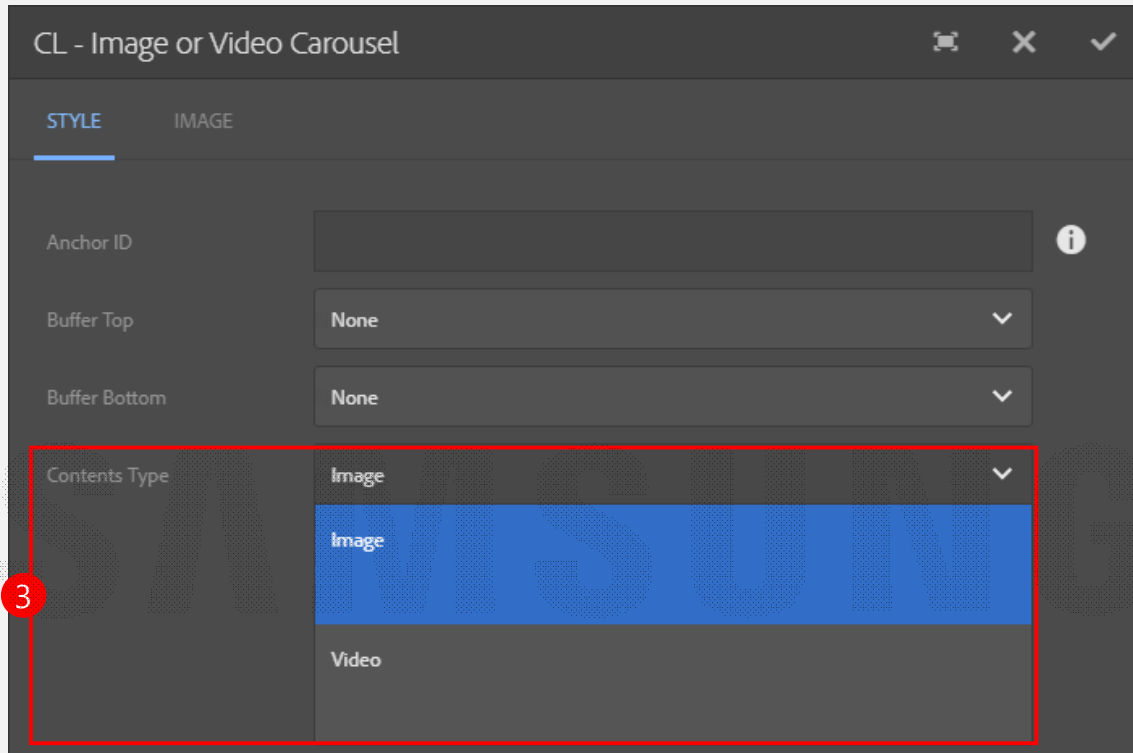 CL - Image or Video Carousel
STYLE IMAGE
Anchor ID
Buffer Top None
Buffer Bottom None
Contents Type Image
Image
3
Video
SAMSUNG